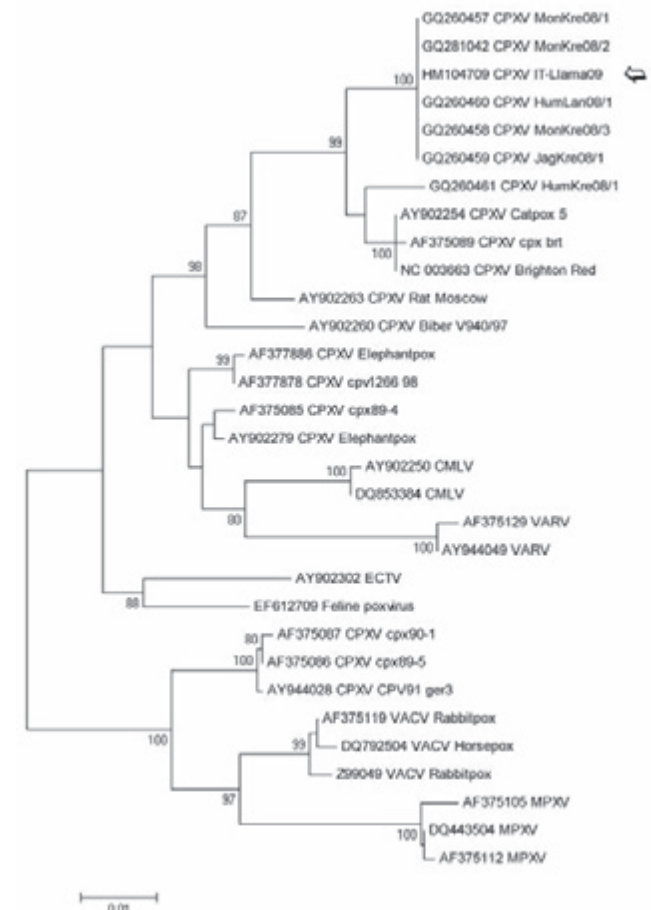 GQ260457 CPXV MonKre08/1
GQ281042 CPXV MonKre08/2
100
HM104709 CPXV IT-Llama09
GQ260460 CPXV HumLan08/1
GQ260458 CPXV MonKre08/3
99
GQ260459 CPXV JagKre08/1
GQ260461 CPXV HumKre08/1
87
AY902254 CPXV Catpox 5
AF375089 CPXV cpx brt
100
98
NC 003663 CPXV Brighton Red
AY902263 CPXV Rat Moscow
AY902260 CPXV Biber V940/97
99
AF377886 CPXV Elephantpox
AF377878 CPXV cpv1266 98
AF375085 CPXV cpx89-4
AY902279 CPXV Elephantpox
100
AY902250 CMLV
DQ853384 CMLV
80
AF375129 VARV
100
AY944049 VARV
AY902302 ECTV
88
EF612709 Feline poxvirus
80
AF375087 CPXV cpx90-1
100
AF375086 CPXV cpx89-5
AY944028 CPXV CPV91 ger3
AF375119 VACV Rabbitpox
100
99
DQ792504 VACV Horsepox
Z99049 VACV Rabbitpox
97
AF375105 MPXV
100
DQ443504 MPXV
AF375112 MPXV
0.01